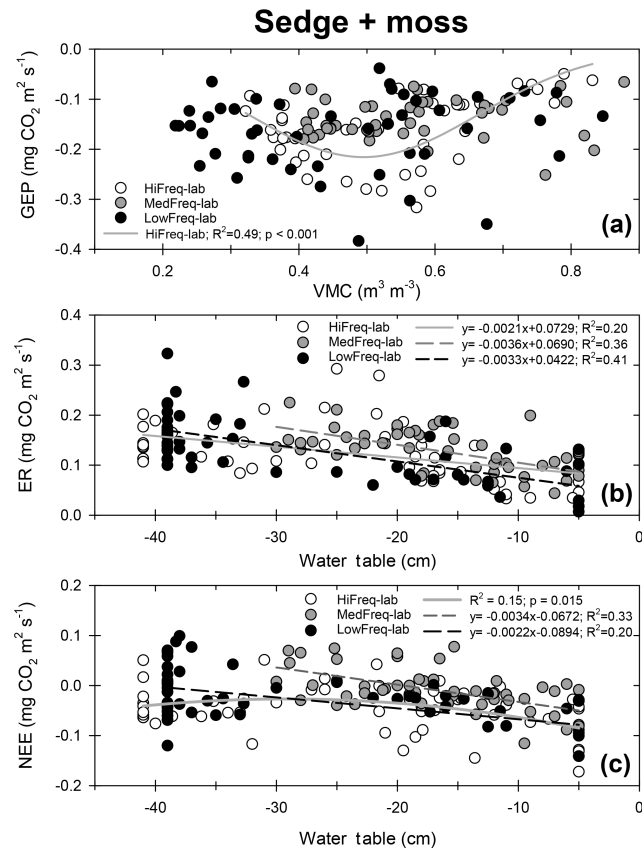 Sedge + moss
0.0
-0.1
-0.2
-0.3
-0.4
GEP (mg CO2 m2 s-1)
HiFreq-lab
MedFreq-lab
LowFreq-lab
HiFreq-lab; R2=0.49; p < 0.001
(a)
0.2 0.4 0.6 0.8
VMC (m3 m-3)
0.4
0.3
0.2
0.1
0.0
ER (mg CO2 m2 s-1)
HiFreq-lab y= -0.0021x+0.0729; R2=0.20
MedFreq-lab y= -0.0036x+0.0690; R2=0.36
LowFreq-lab y= -0.0033x+0.0422; R2=0.41
(b)
-40 -30 -20 -10 0
Water table (cm)
0.2
0.1
0.0
-0.1
-0.2
NEE (mg CO2 m2 s-1)
HiFreq-lab R2 = 0.15; p = 0.015
MedFreq-lab y= -0.0034x-0.0672; R2=0.33
LowFreq-lab y= -0.0022x-0.0894; R2=0.20
(c)
-40 -30 -20 -10 0
Water table (cm)